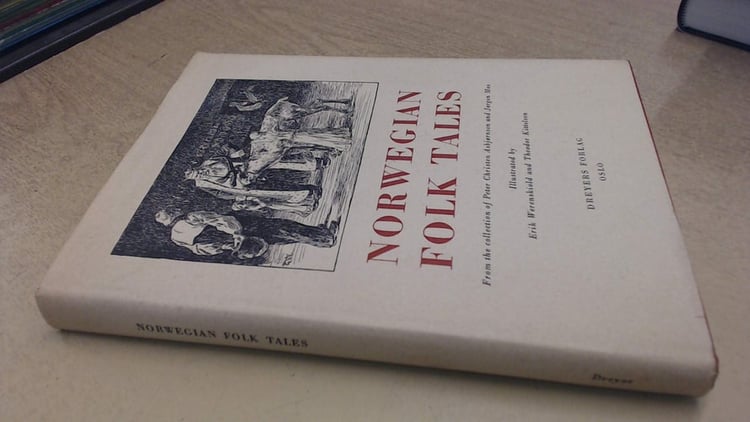 NORWEGIAN
FOLK TALES
From the collection of Peter Christen Asbjørnsen and Jørgen Moe
Illustrated by
Erik Werenskiold and Theodor Kittelsen
DREYERS FORLAG
OSLO
NORWEGIAN FOLK TALES
Dreyer